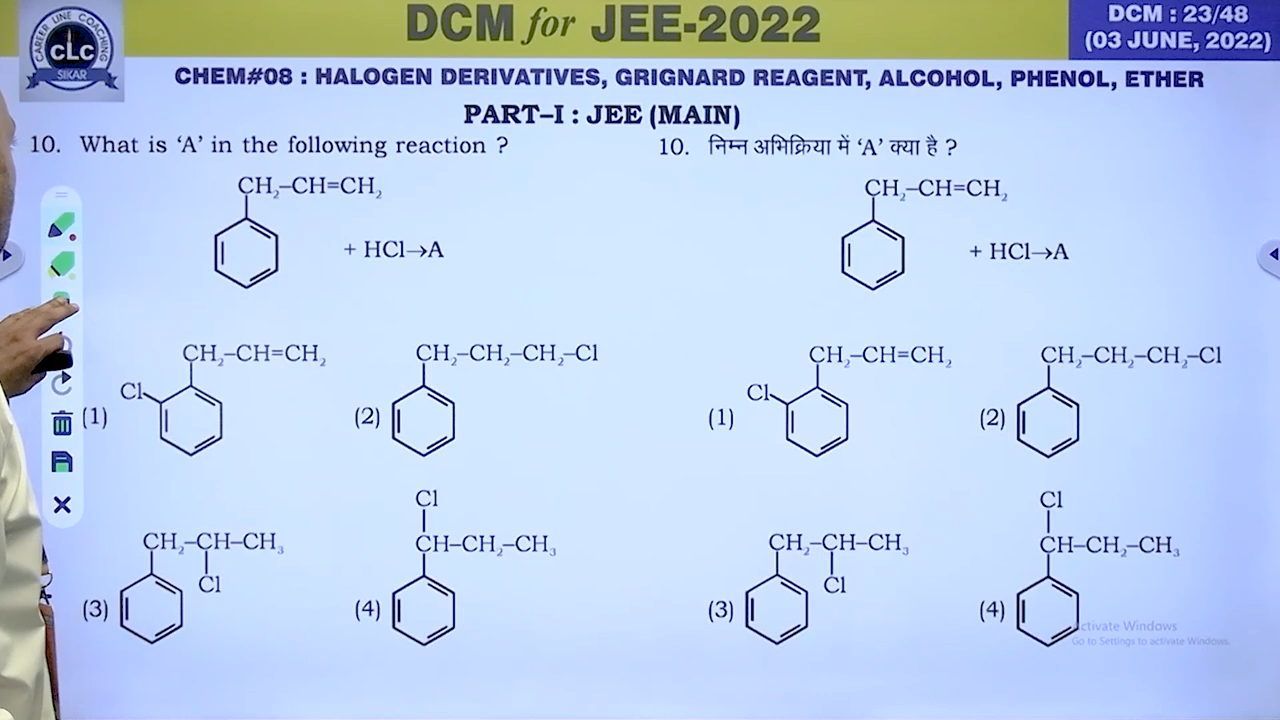 CAREER LINE COACHING
CLC
SIKAR
DCM for JEE-2022
DCM : 23/48
(03 JUNE, 2022)
CHEM#08 : HALOGEN DERIVATIVES, GRIGNARD REAGENT, ALCOHOL, PHENOL, ETHER
PART–I : JEE (MAIN)
10. What is ‘A’ in the following reaction ?
CH₂–CH=CH₂
+ HCl→A
(1)
CH₂–CH=CH₂
Cl
(2)
CH₂–CH₂–CH₂–Cl
(3)
CH₂–CH–CH₃
Cl
(4)
Cl
CH–CH₂–CH₃
10. निम्न अभिक्रिया में ‘A’ क्या है ?
CH₂–CH=CH₂
+ HCl→A
(1)
CH₂–CH=CH₂
Cl
(2)
CH₂–CH₂–CH₂–Cl
(3)
CH₂–CH–CH₃
Cl
(4)
Cl
CH–CH₂–CH₃
Activate Windows
Go to Settings to activate Windows.